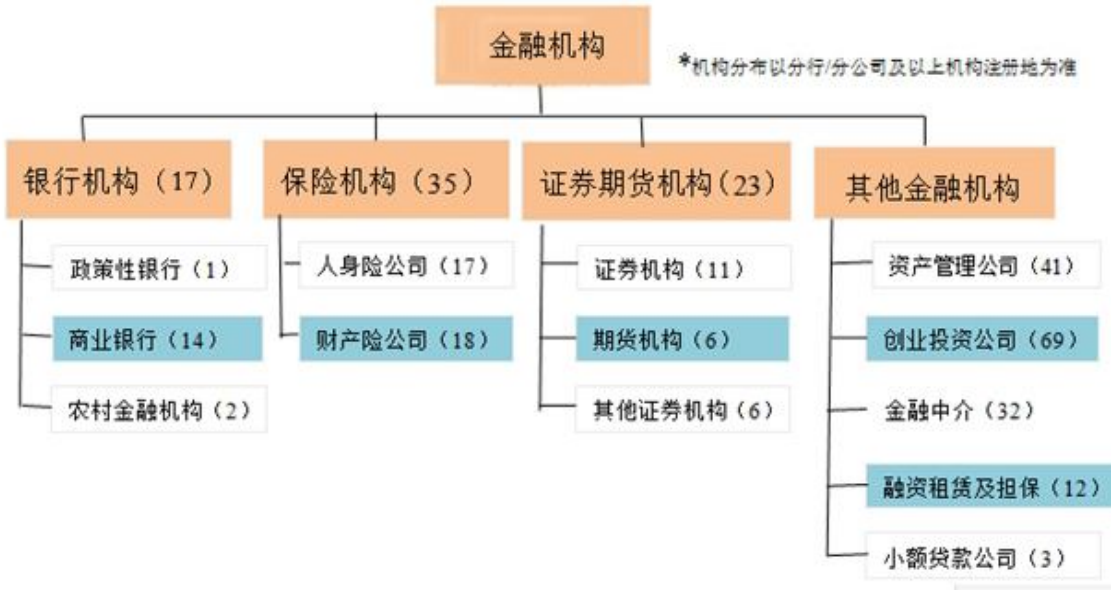 金融机构
*机构分布以分行/分公司及以上机构注册地为准
银行机构（17）
保险机构（35）
证券期货机构（23）
其他金融机构
政策性银行（1）
商业银行（14）
农村金融机构（2）
人身险公司（17）
财产险公司（18）
证券机构（11）
期货机构（6）
其他证券机构（6）
资产管理公司（41）
创业投资公司（69）
金融中介（32）
融资租赁及担保（12）
小额贷款公司（3）